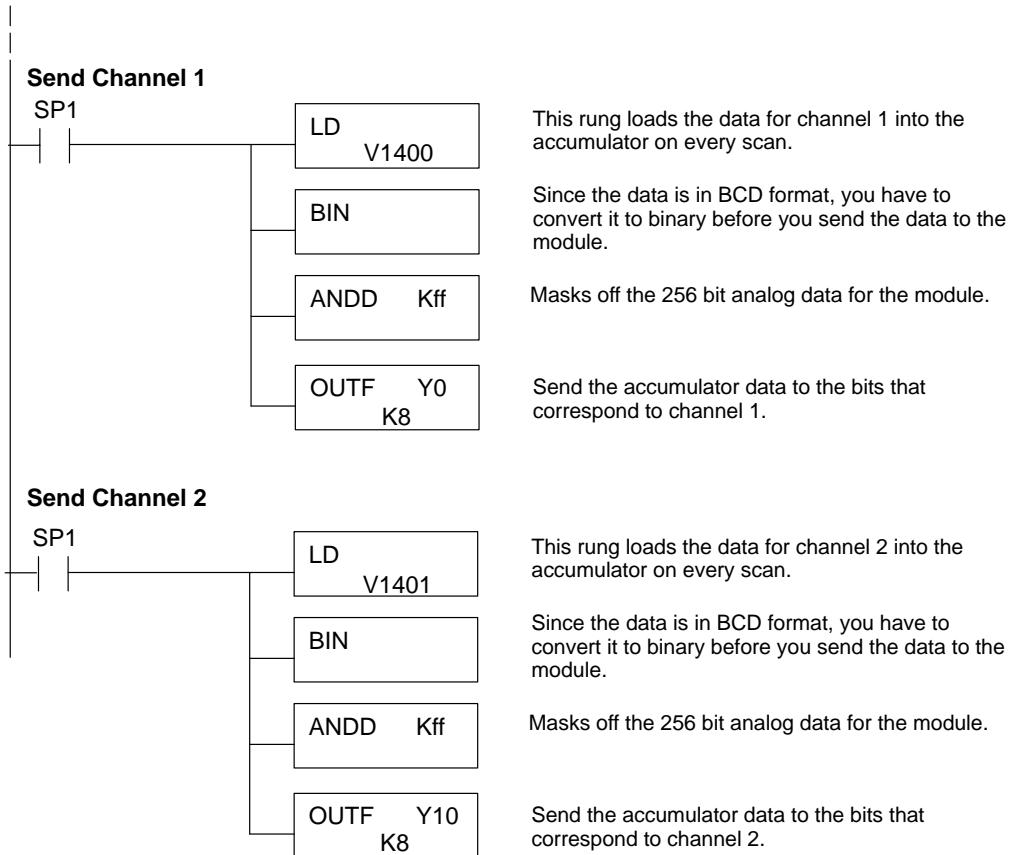 Send Channel 1
SP1
LD
V1400
This rung loads the data for channel 1 into the
accumulator on every scan.
BIN
Since the data is in BCD format, you have to
convert it to binary before you send the data to the
module.
ANDD Kff
Masks off the 256 bit analog data for the module.
OUTF Y0
K8
Send the accumulator data to the bits that
correspond to channel 1.
Send Channel 2
SP1
LD
V1401
This rung loads the data for channel 2 into the
accumulator on every scan.
BIN
Since the data is in BCD format, you have to
convert it to binary before you send the data to the
module.
ANDD Kff
Masks off the 256 bit analog data for the module.
OUTF Y10
K8
Send the accumulator data to the bits that
correspond to channel 2.